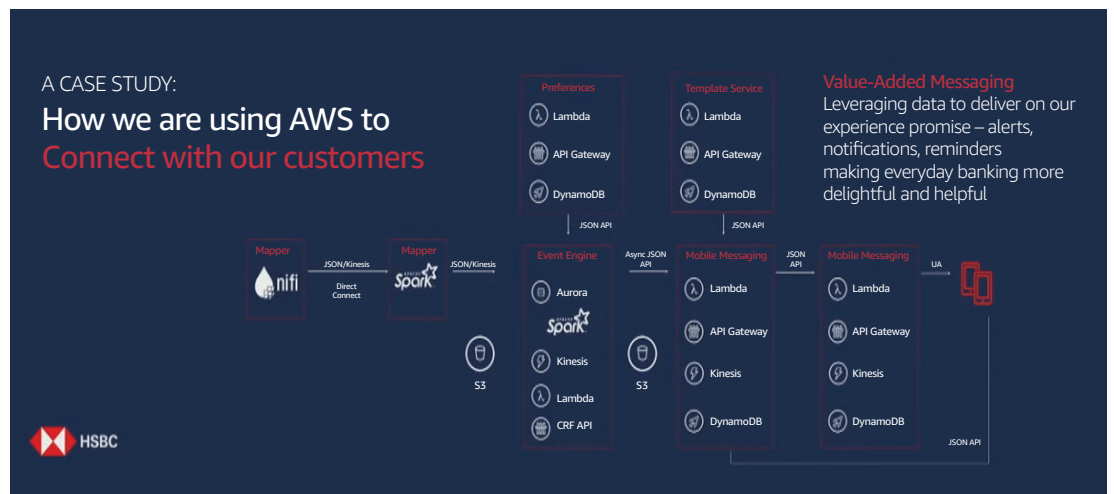 A CASE STUDY:
How we are using AWS to
Connect with our customers
Value-Added Messaging
Leveraging data to deliver on our
experience promise – alerts,
notifications, reminders
making everyday banking more
delightful and helpful
Preferences
Lambda
API Gateway
DynamoDB
JSON API
Template Service
Lambda
API Gateway
DynamoDB
JSON API
Mapper
nifi
JSON/Kinesis
Direct
Connect
Mapper
APACHE
Spark
JSON/Kinesis
S3
Event Engine
Aurora
APACHE
Spark
Kinesis
Lambda
CRF API
Async JSON
API
S3
Mobile Messaging
Lambda
API Gateway
Kinesis
DynamoDB
JSON
API
Mobile Messaging
Lambda
API Gateway
Kinesis
DynamoDB
UA
JSON API
HSBC